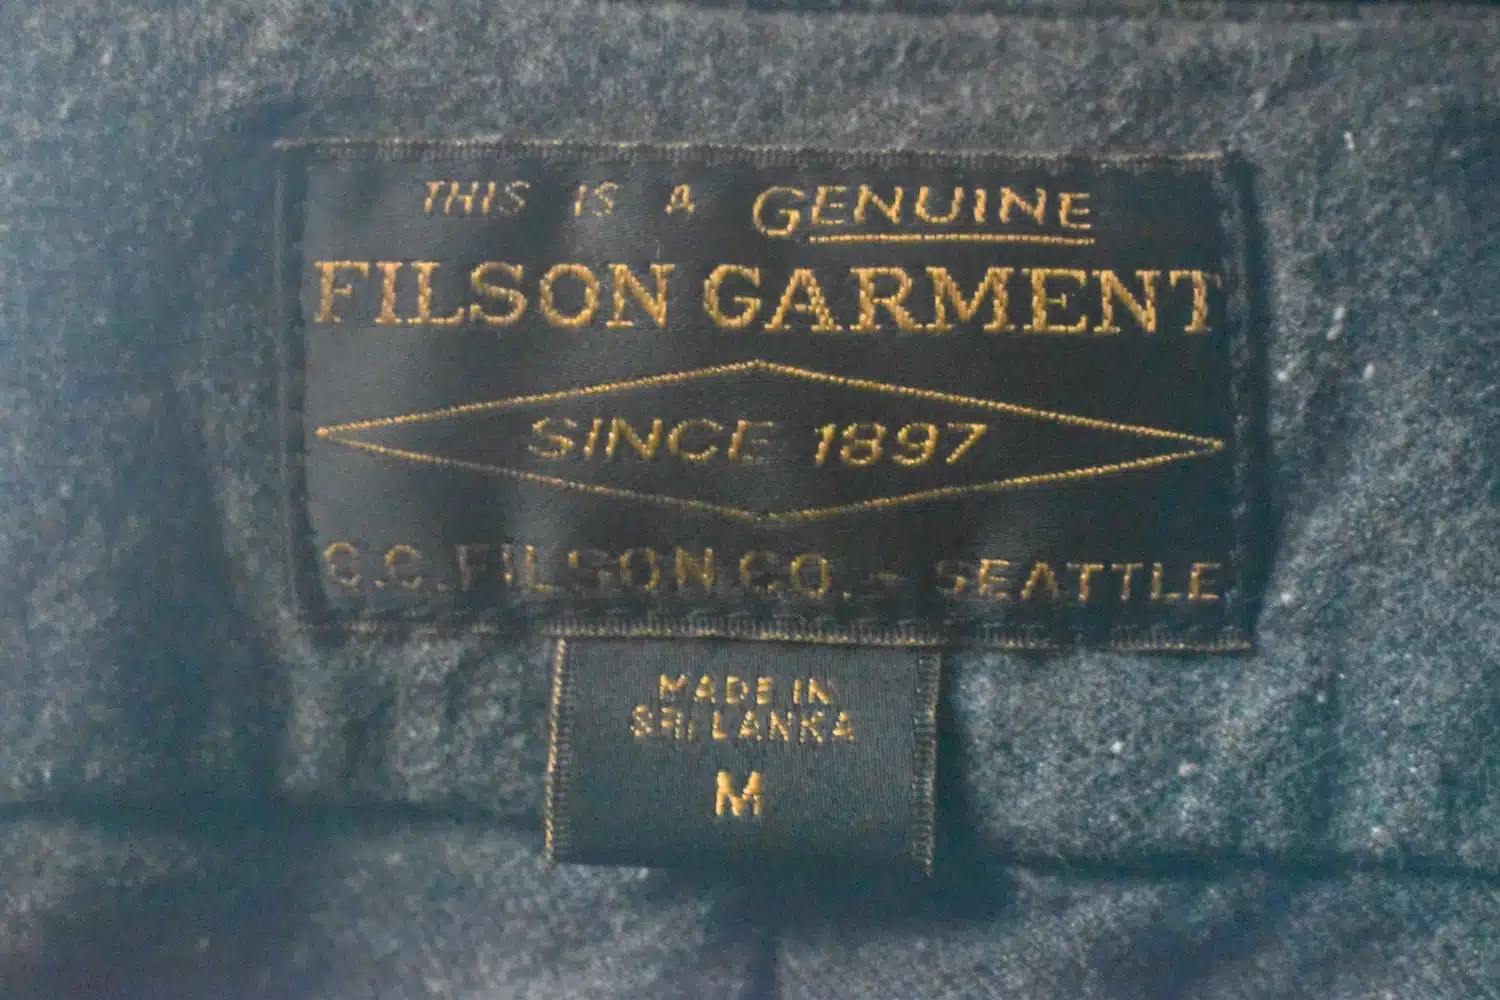 THIS IS A GENUINE
FILSON GARMENT
SINCE 1897
C.C. FILSON CO. - SEATTLE
MADE IN
SRI LANKA
M